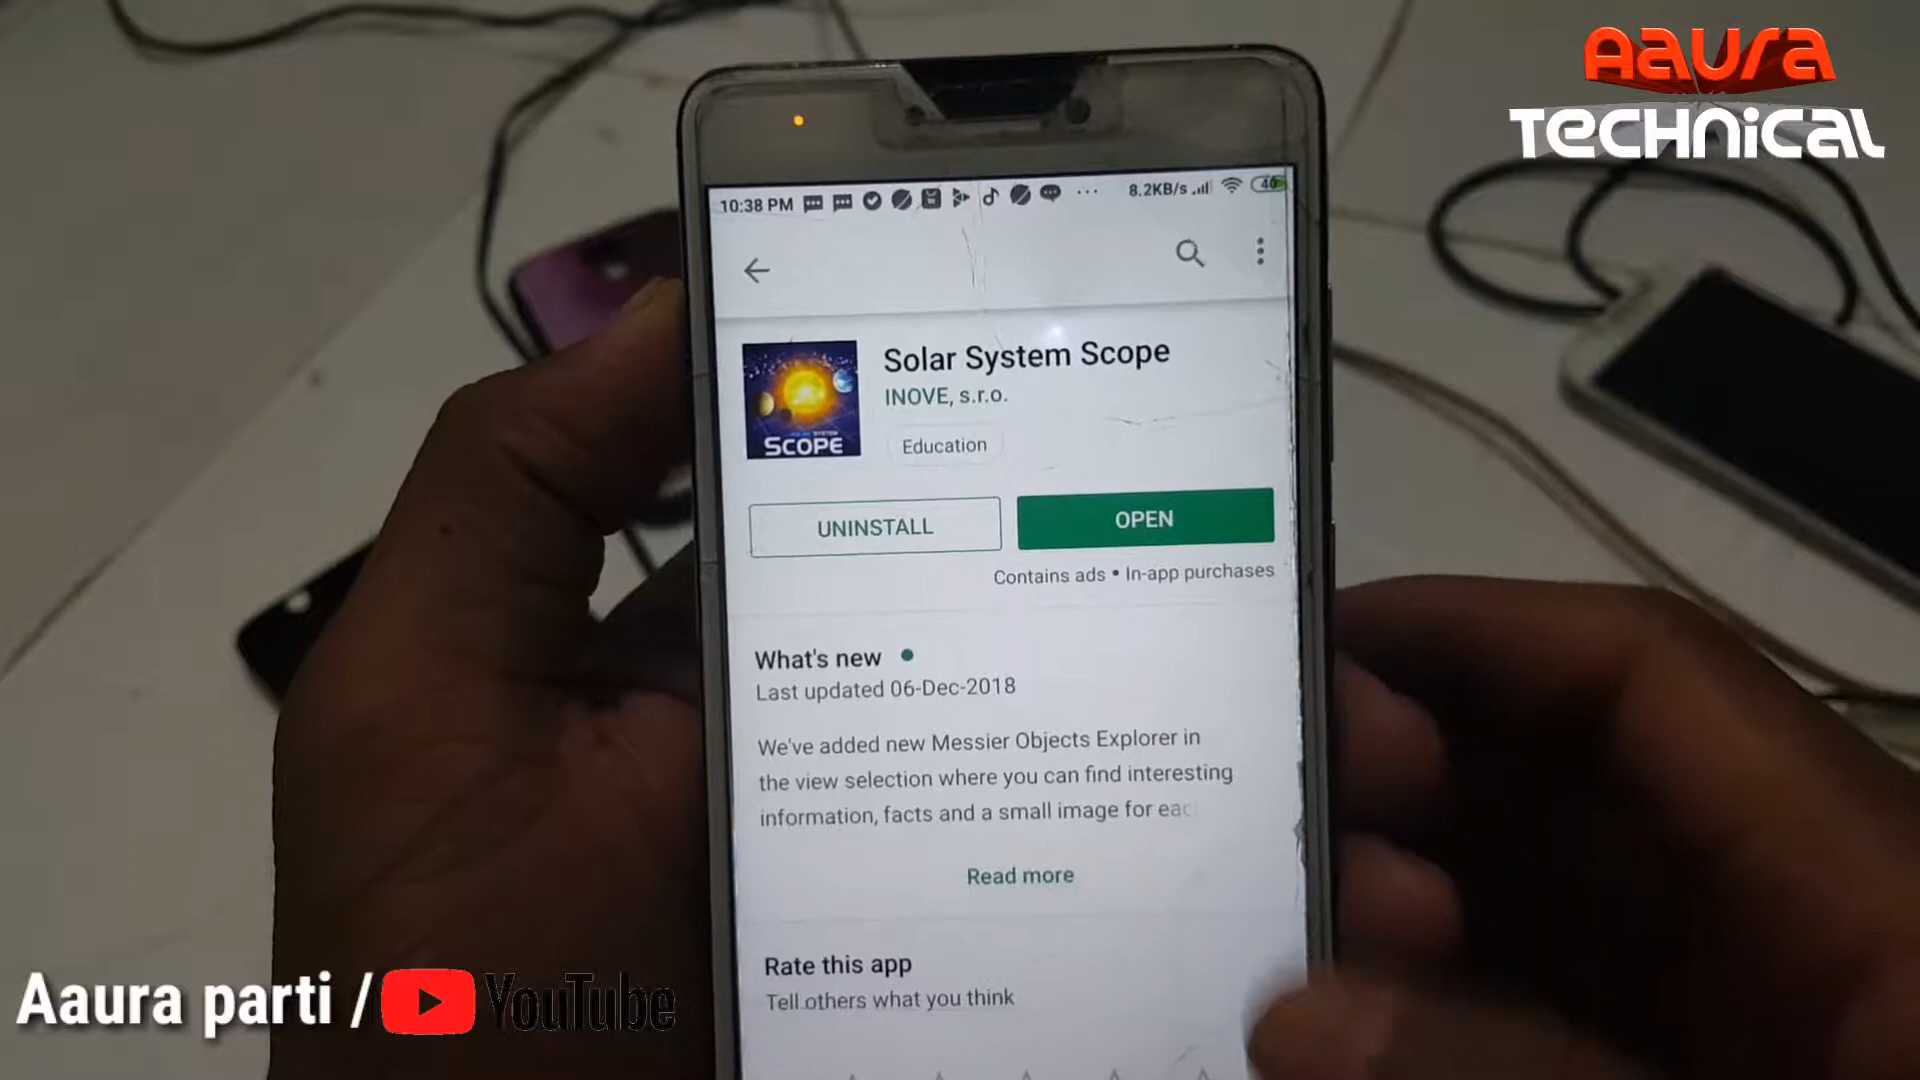 Aaura
TECHNiCAL
10:38 PM
8.2KB/s
40
Solar System Scope
INOVE, s.r.o.
SCOPE
Education
UNINSTALL
OPEN
Contains ads • In-app purchases
What's new
Last updated 06-Dec-2018
We've added new Messier Objects Explorer in
the view selection where you can find interesting
information, facts and a small image for eac
Read more
Rate this app
Tell others what you think
Aaura parti / YouTube